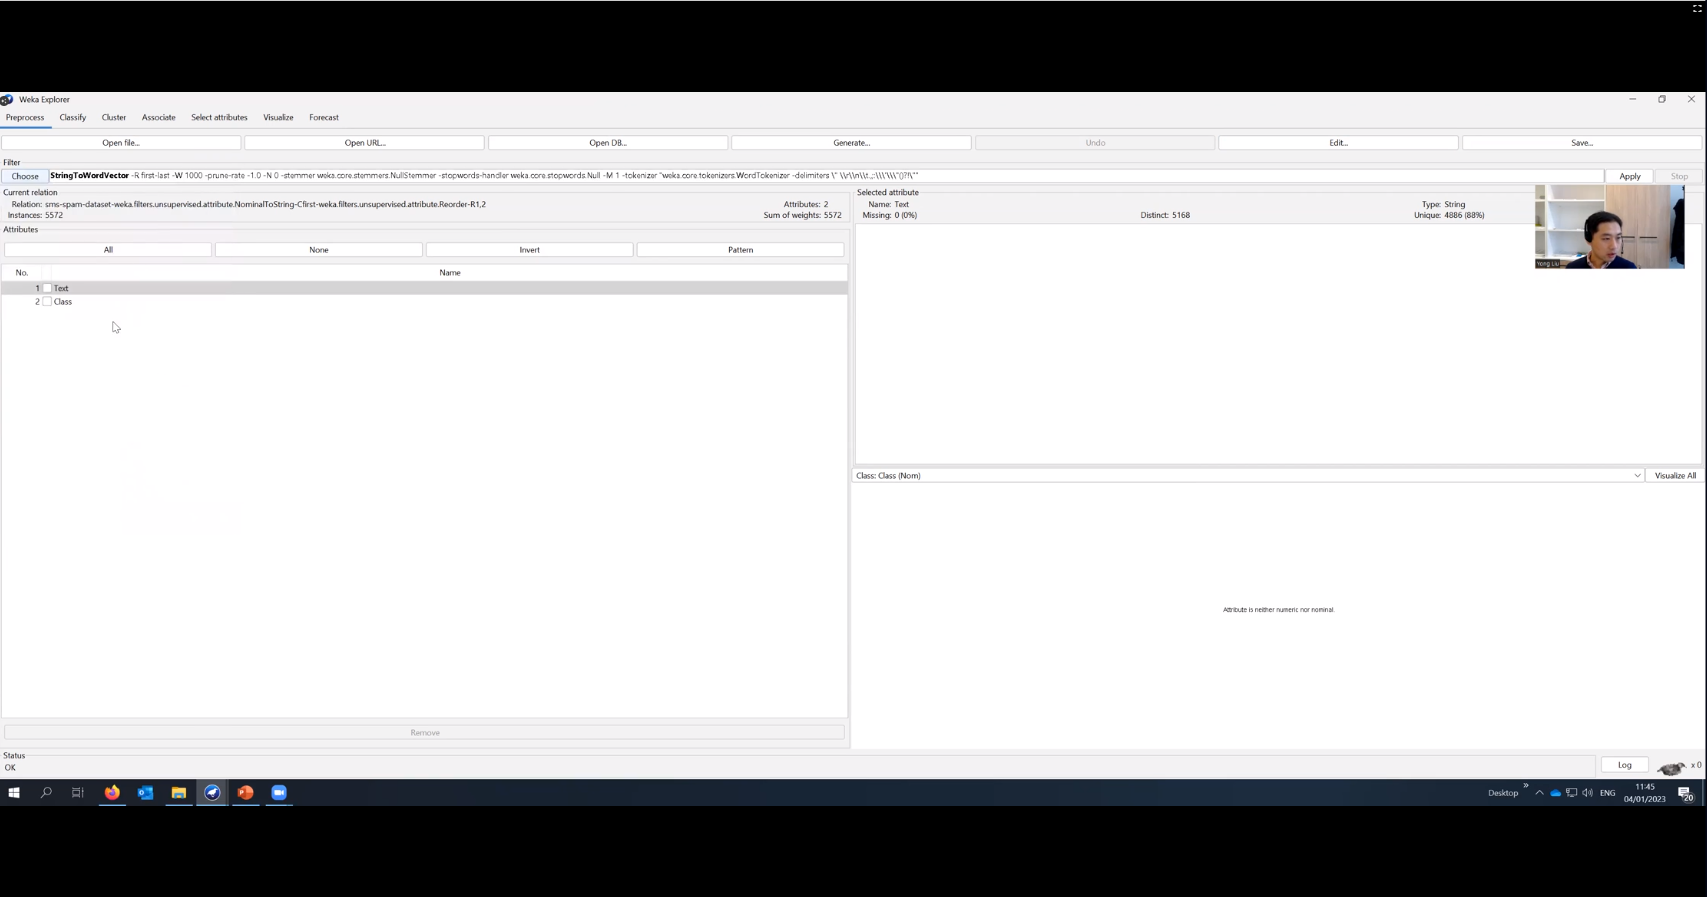 Weka Explorer
Preprocess Classify Cluster Associate Select attributes Visualize Forecast
Open file... Open URL... Open DB... Generate... Undo Edit... Save...
Filter
Choose StringToWordVector -R first-last -W 1000 -prune-rate -1.0 -N 0 -stemmer weka.core.stemmers.NullStemmer -stopwords-handler weka.core.stopwords.Null -M 1 -tokenizer "weka.core.tokenizers.WordTokenizer -delimiters \" \\r\\n\\t.,;:\\\'\\\"()?!\"" Apply Stop
Current relation Selected attribute
Relation: sms-spam-dataset-weka.filters.unsupervised.attribute.NominalToString-Cfirst-weka.filters.unsupervised.attribute.Reorder-R1,2 Attributes: 2 Name: Text Type: String
Instances: 5572 Sum of weights: 5572 Missing: 0 (0%) Distinct: 5168 Unique: 4886 (88%)
Attributes
All None Invert Pattern
Yong Liu
No. Name
1 Text
2 Class
Class: Class (Nom) Visualize All
Attribute is neither numeric nor nominal.
Remove
Status
OK Log x 0
Desktop » ENG 11:45
04/01/2023 20